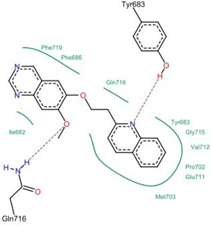 Tyr683
Phe719
Phe686
Gln716
N
N
O
H
O
Ile682
O
N
Tyr683
Gly715
Val712
Pro702
Glu711
Met703
H
N
H
O
Gln716